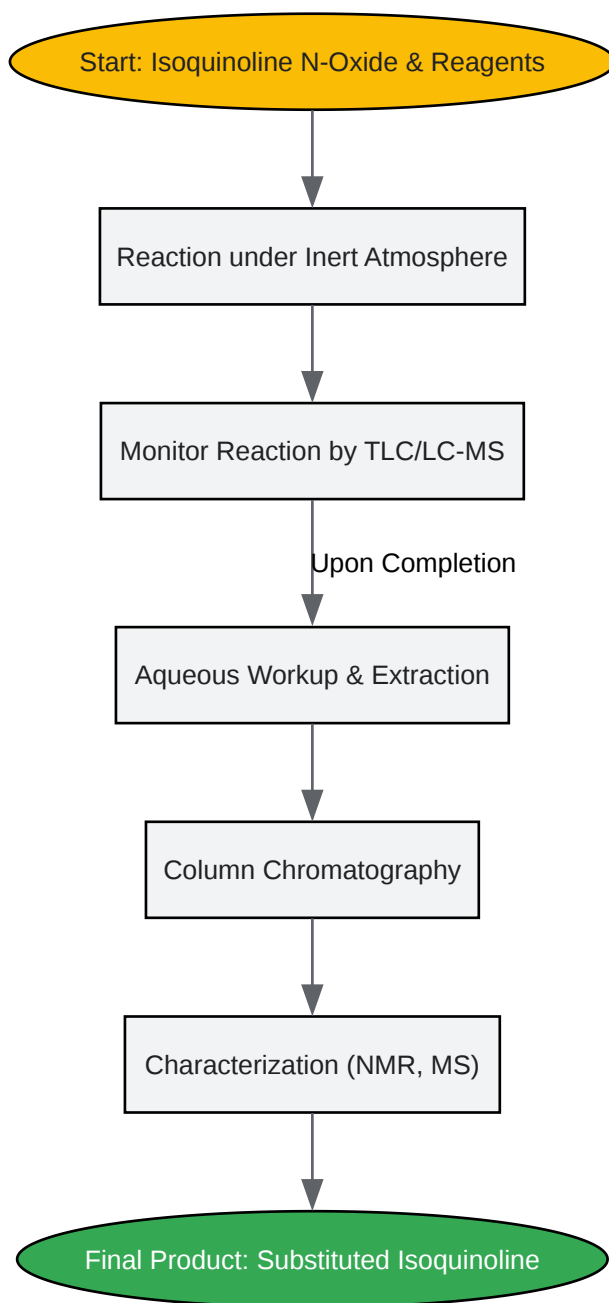 Start: Isoquinoline N-Oxide & Reagents
Reaction under Inert Atmosphere
Monitor Reaction by TLC/LC-MS
Upon Completion
Aqueous Workup & Extraction
Column Chromatography
Characterization (NMR, MS)
Final Product: Substituted Isoquinoline